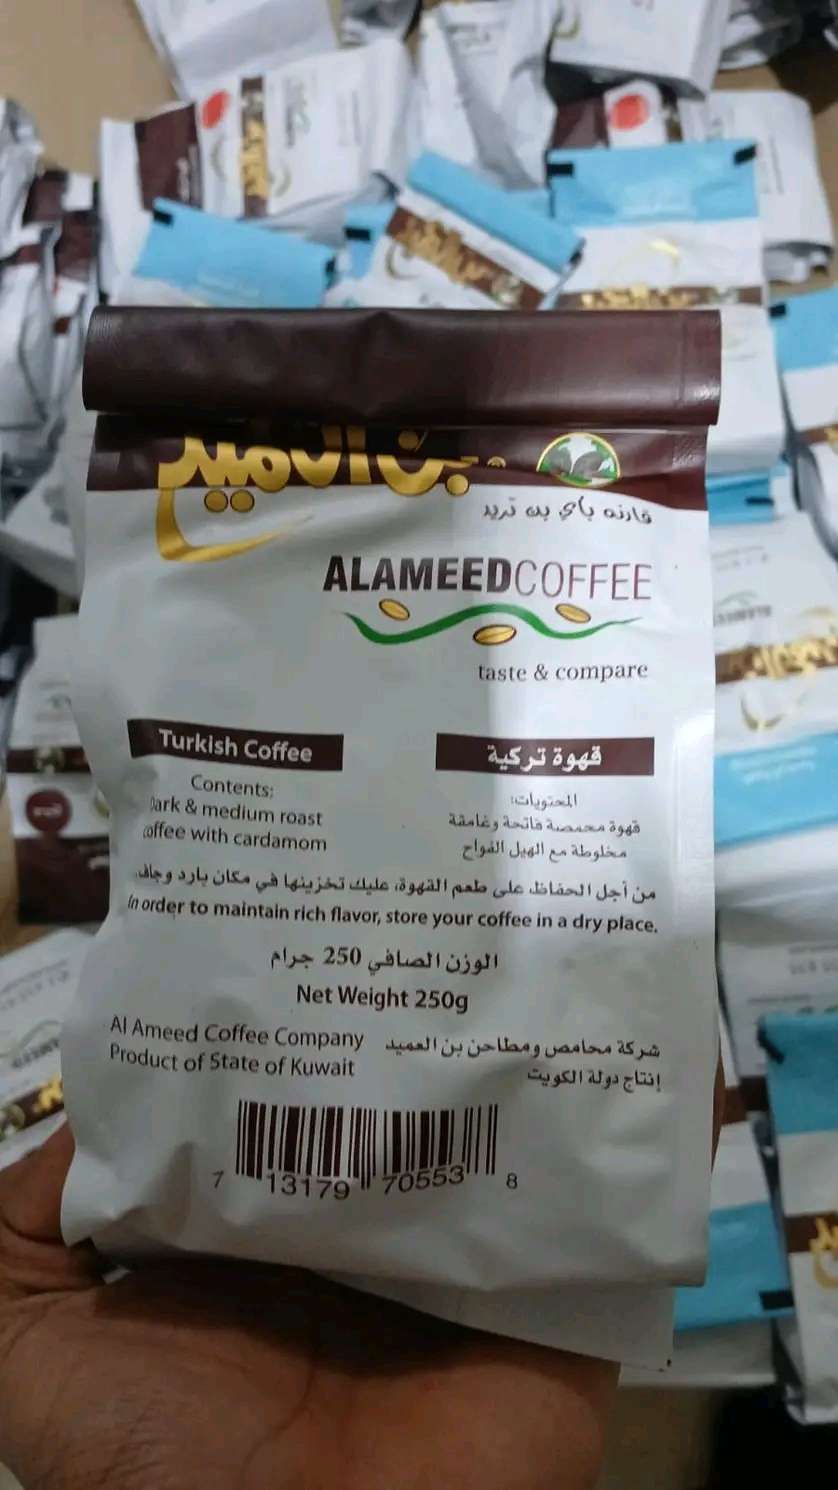 بن العميد
قارنه باي بن تريد
ALAMEEDCOFFEE
taste & compare
Turkish Coffee
قهوة تركية
Contents:
Dark & medium roast
coffee with cardamom
المحتويات:
قهوة محمصة فاتحة وغامقة
مخلوطة مع الهيل الفواح
من أجل الحفاظ على طعم القهوة، عليك تخزينها في مكان بارد وجاف.
In order to maintain rich flavor, store your coffee in a dry place.
الوزن الصافي 250 جرام
Net Weight 250g
Al Ameed Coffee Company
Product of State of Kuwait
شركة محامص ومطاحن بن العميد
إنتاج دولة الكويت
7 13179 70553 8